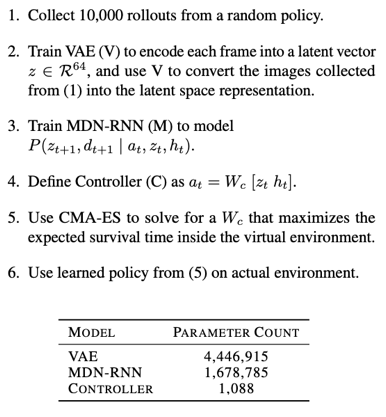 1. Collect 10,000 rollouts from a random policy.
2. Train VAE (V) to encode each frame into a latent vector
z ∈ R^64, and use V to convert the images collected
from (1) into the latent space representation.
3. Train MDN-RNN (M) to model
P(z_{t+1}, d_{t+1} | a_t, z_t, h_t).
4. Define Controller (C) as a_t = W_c [z_t h_t].
5. Use CMA-ES to solve for a W_c that maximizes the
expected survival time inside the virtual environment.
6. Use learned policy from (5) on actual environment.
MODEL PARAMETER COUNT
VAE 4,446,915
MDN-RNN 1,678,785
CONTROLLER 1,088